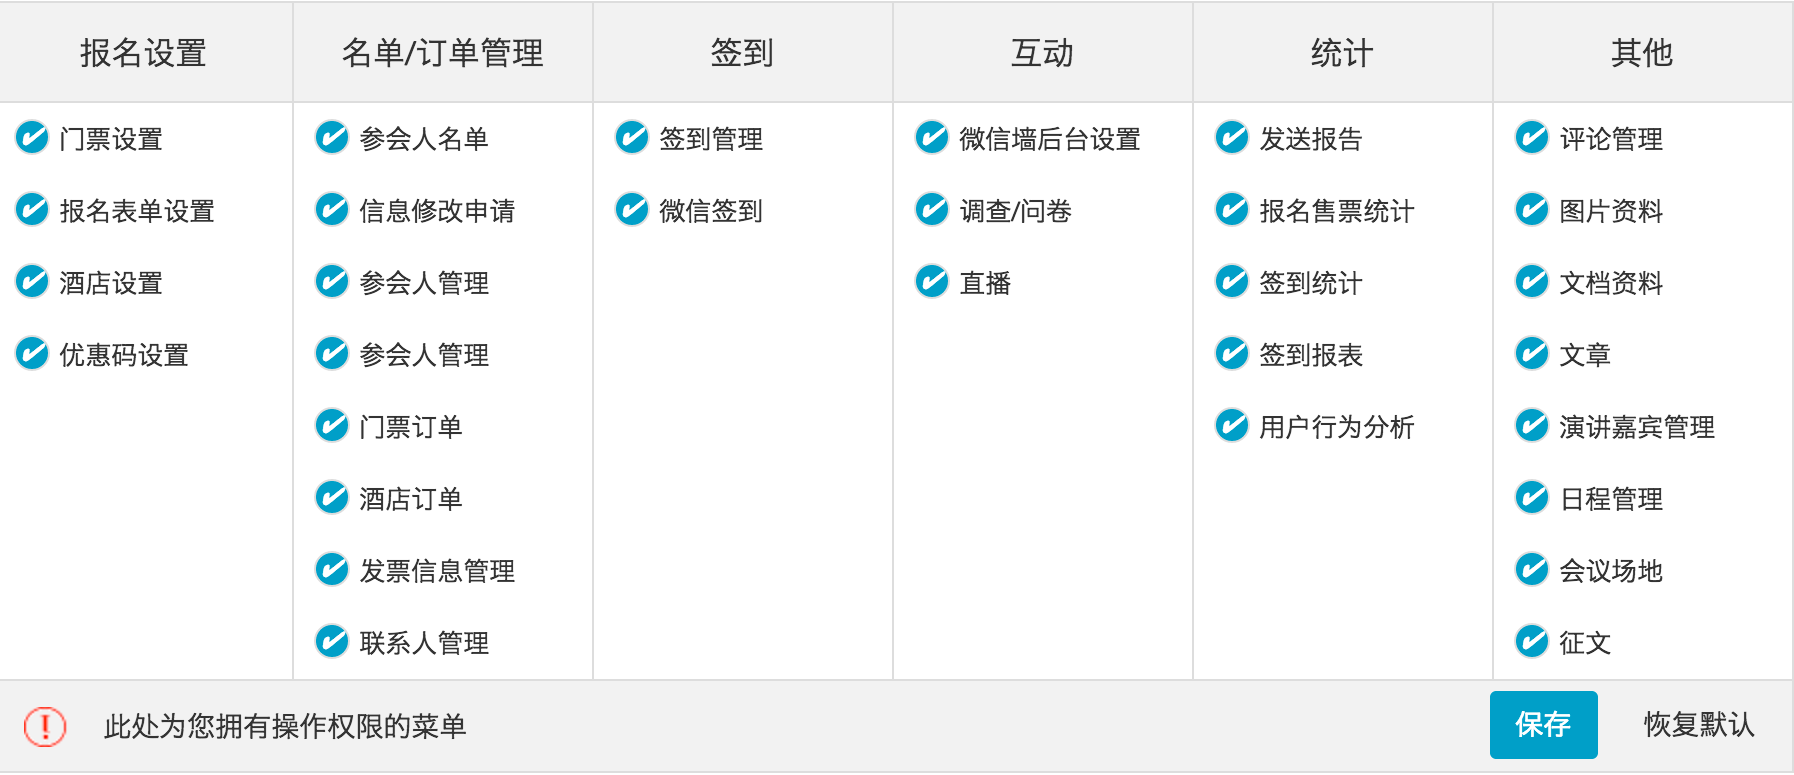 报名设置 名单/订单管理 签到 互动 统计 其他
门票设置 参会人名单 签到管理 微信墙后台设置 发送报告 评论管理
报名表单设置 信息修改申请 微信签到 调查/问卷 报名售票统计 图片资料
酒店设置 参会人管理 直播 签到统计 文档资料
优惠码设置 参会人管理 签到报表 文章
门票订单 用户行为分析 演讲嘉宾管理
酒店订单 日程管理
发票信息管理 会议场地
联系人管理 征文
此处为您拥有操作权限的菜单 保存 恢复默认